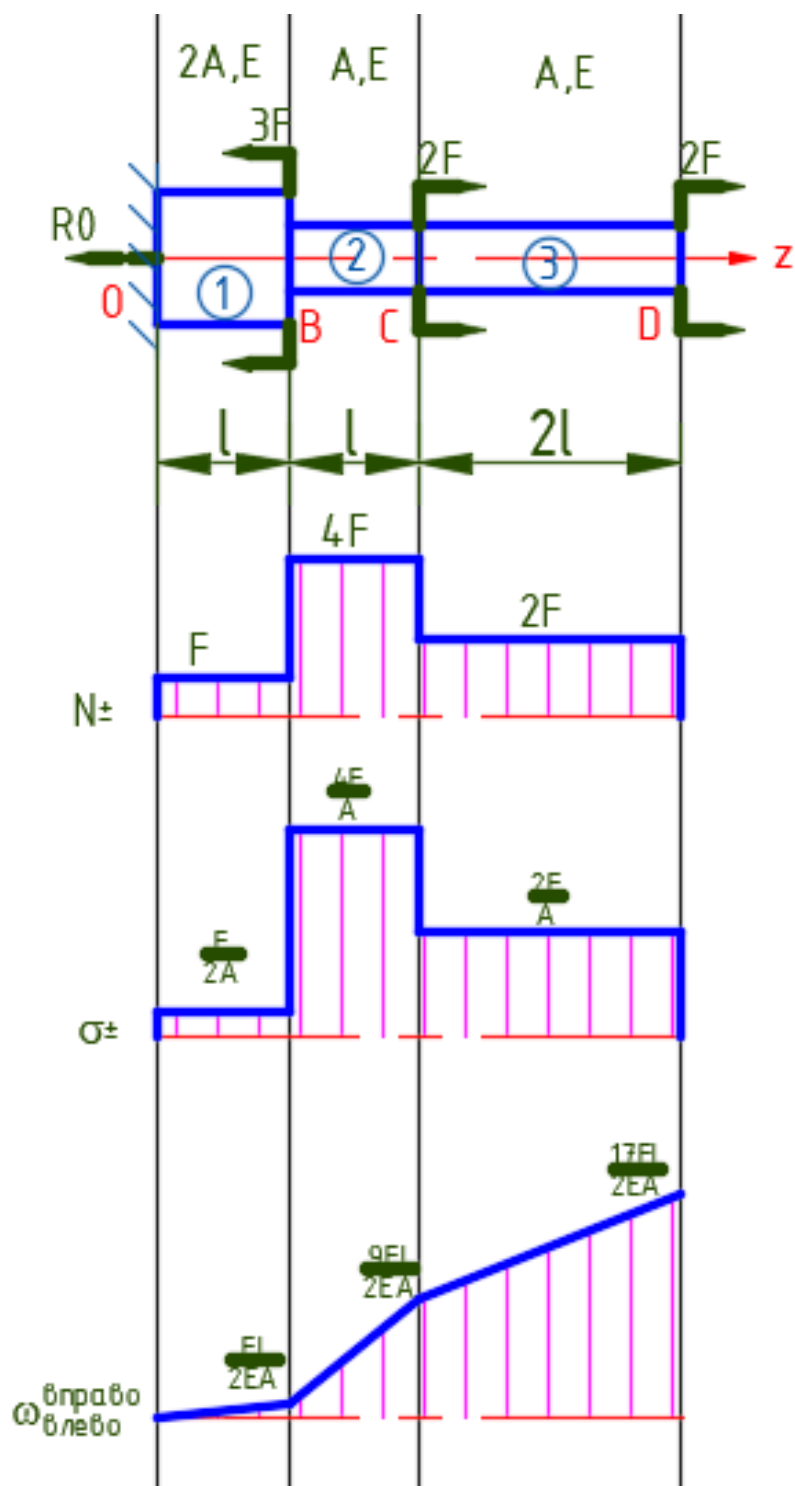 2A,E A,E A,E
3F 2F 2F
R0
1 2 3 z
0 B C D
l l 2l
4F
F 2F
N±
4F
A
2F
A
F
2A
σ±
17Fl
2EA
9Fl
2EA
Fl
2EA
ω вправо
влево